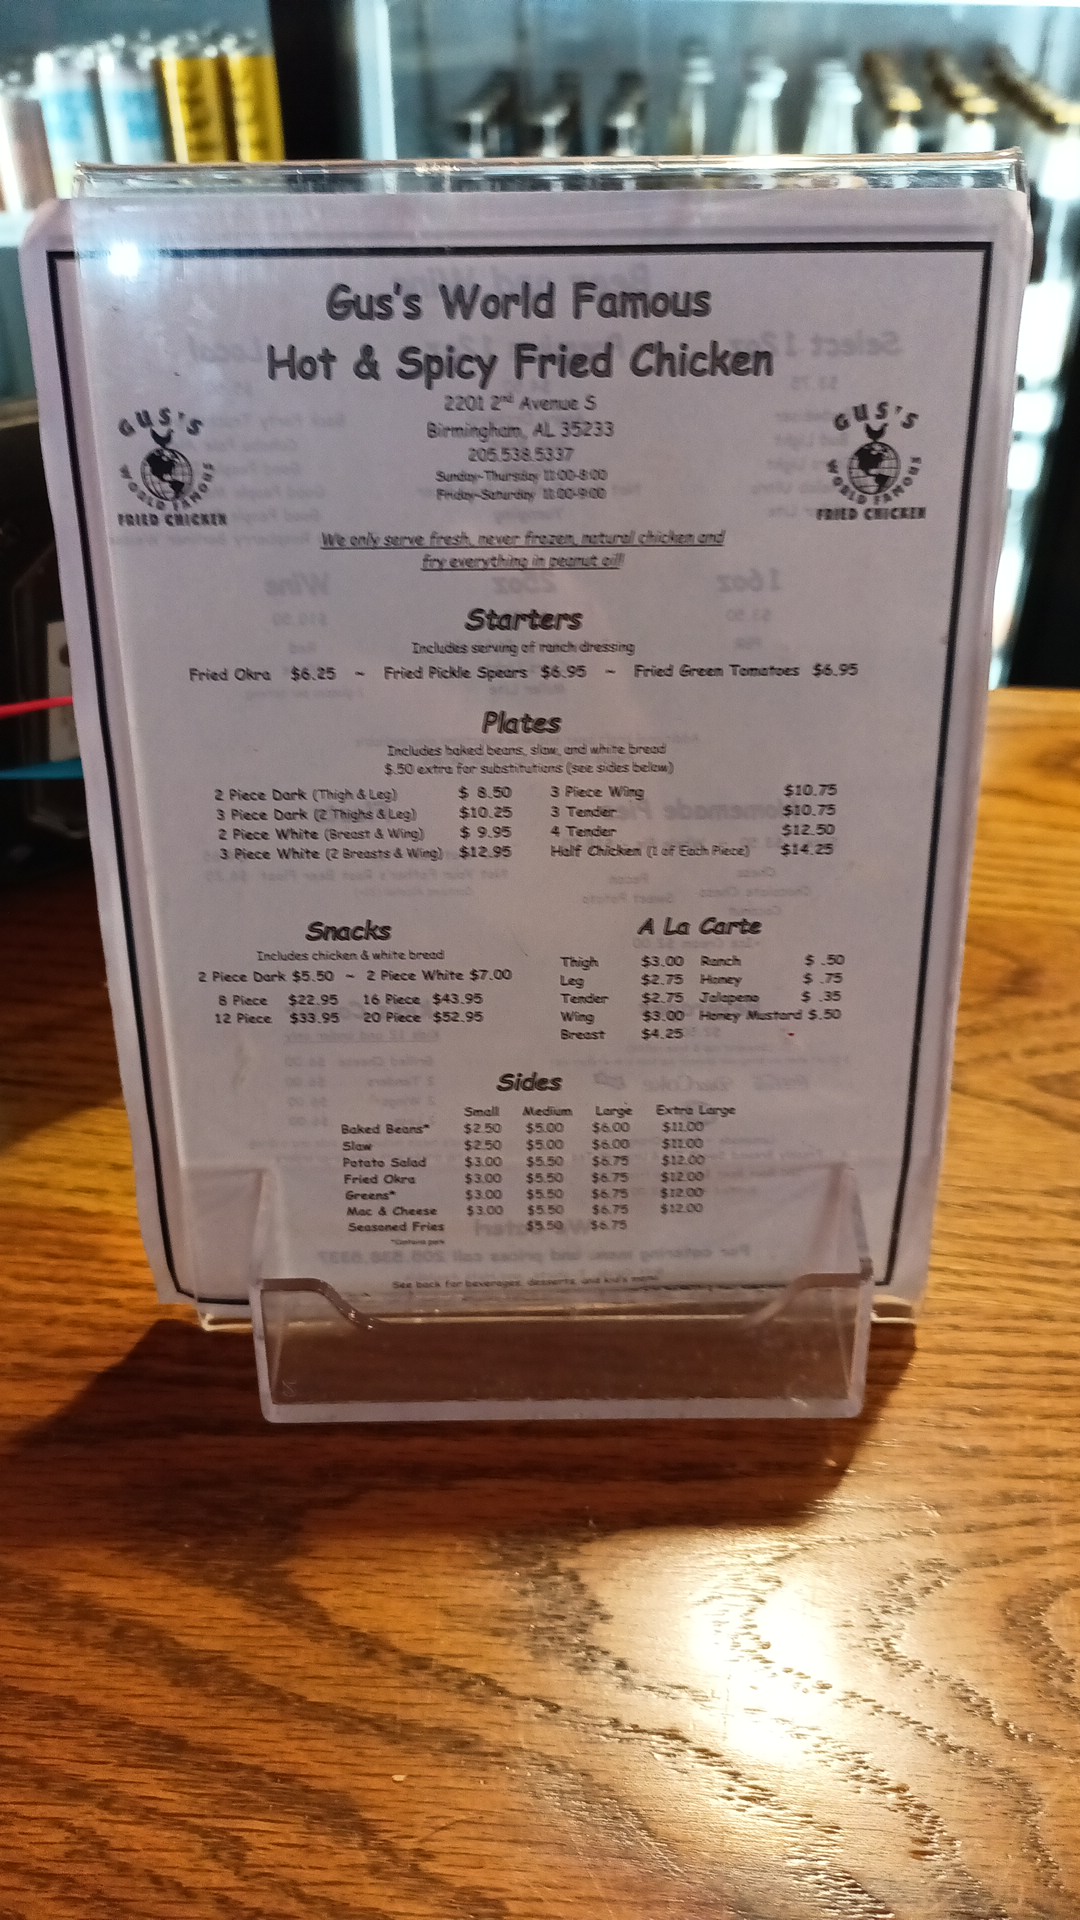 Gus's World Famous
Hot & Spicy Fried Chicken
2201 2nd Avenue S
Birmingham, AL 35233
205.538.5337
Sunday-Thursday 11:00-8:00
Friday-Saturday 11:00-9:00
GUS'S
WORLD FAMOUS
FRIED CHICKEN
GUS'S
WORLD FAMOUS
FRIED CHICKEN
We only serve fresh, never frozen, natural chicken and
fry everything in peanut oil!
Starters
Includes serving of ranch dressing
Fried Okra $6.25 ~ Fried Pickle Spears $6.95 ~ Fried Green Tomatoes $6.95
Plates
Includes baked beans, slaw, and white bread
$.50 extra for substitutions (see sides below)
2 Piece Dark (Thigh & Leg) $ 8.50 3 Piece Wing $10.75
3 Piece Dark (2 Thighs & Leg) $10.25 3 Tender $10.75
2 Piece White (Breast & Wing) $ 9.95 4 Tender $12.50
3 Piece White (2 Breasts & Wing) $12.95 Half Chicken (1 of Each Piece) $14.25
Snacks
Includes chicken & white bread
2 Piece Dark $5.50 ~ 2 Piece White $7.00
8 Piece $22.95 16 Piece $43.95
12 Piece $33.95 20 Piece $52.95
A La Carte
Thigh $3.00 Ranch $ .50
Leg $2.75 Honey $ .75
Tender $2.75 Jalapeno $ .35
Wing $3.00 Honey Mustard $.50
Breast $4.25
Sides
Small Medium Large Extra Large
Baked Beans* $2.50 $5.00 $6.00 $11.00
Slaw $2.50 $5.00 $6.00 $11.00
Potato Salad $3.00 $5.50 $6.75 $12.00
Fried Okra $3.00 $5.50 $6.75 $12.00
Greens* $3.00 $5.50 $6.75 $12.00
Mac & Cheese $3.00 $5.50 $6.75 $12.00
Seasoned Fries $5.50 $6.75
*Contains pork
See back for beverages, desserts, and kid's menu